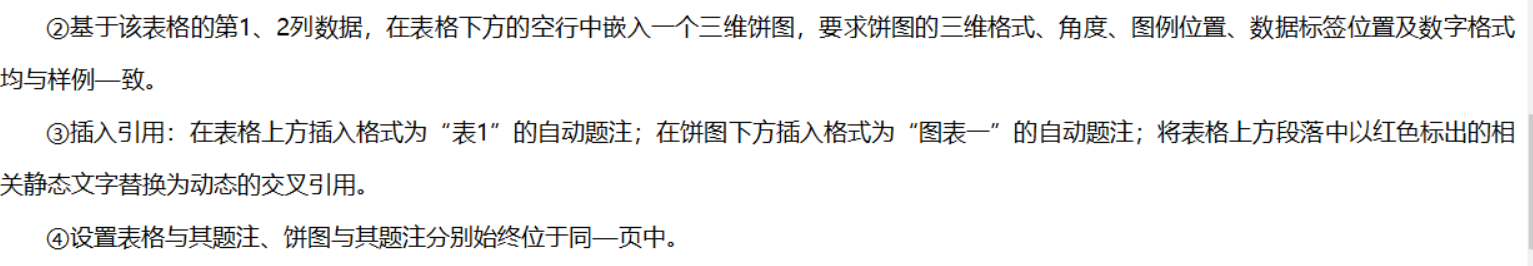 ②基于该表格的第1、2列数据，在表格下方的空行中嵌入一个三维饼图，要求饼图的三维格式、角度、图例位置、数据标签位置及数字格式
均与样例—致。
③插入引用：在表格上方插入格式为“表1”的自动题注；在饼图下方插入格式为“图表一”的自动题注；将表格上方段落中以红色标出的相
关静态文字替换为动态的交叉引用。
④设置表格与其题注、饼图与其题注分别始终位于同—页中。